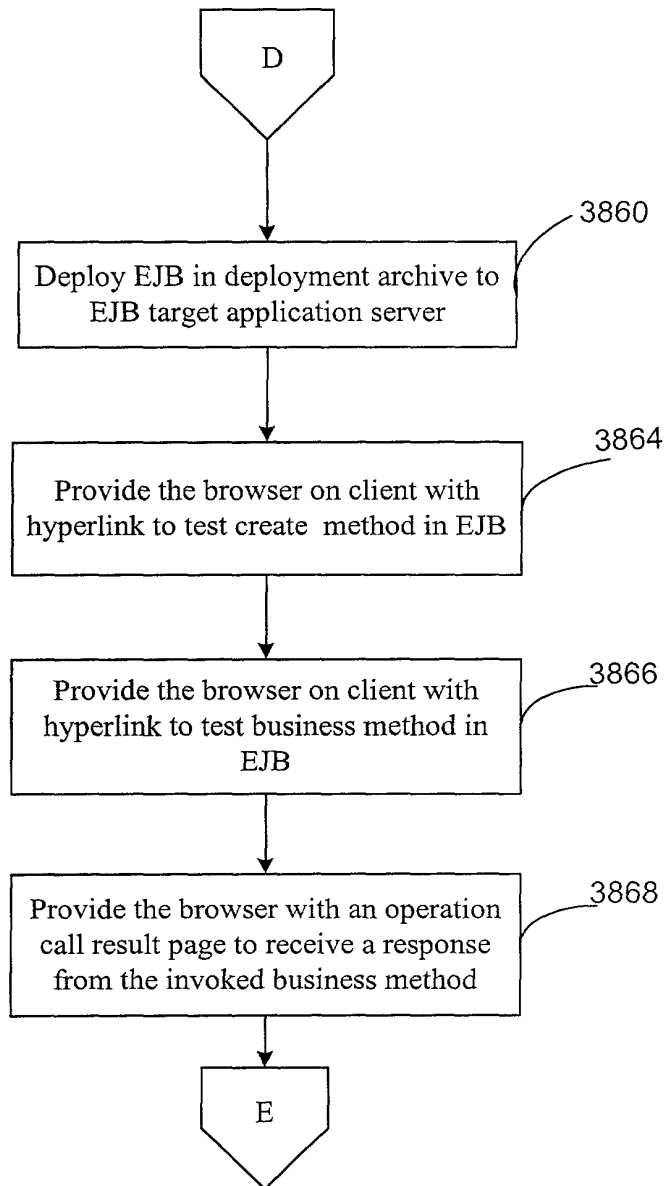 D
3860
Deploy EJB in deployment archive to
EJB target application server
3864
Provide the browser on client with
hyperlink to test create method in EJB
3866
Provide the browser on client with
hyperlink to test business method in
EJB
3868
Provide the browser with an operation
call result page to receive a response
from the invoked business method
E